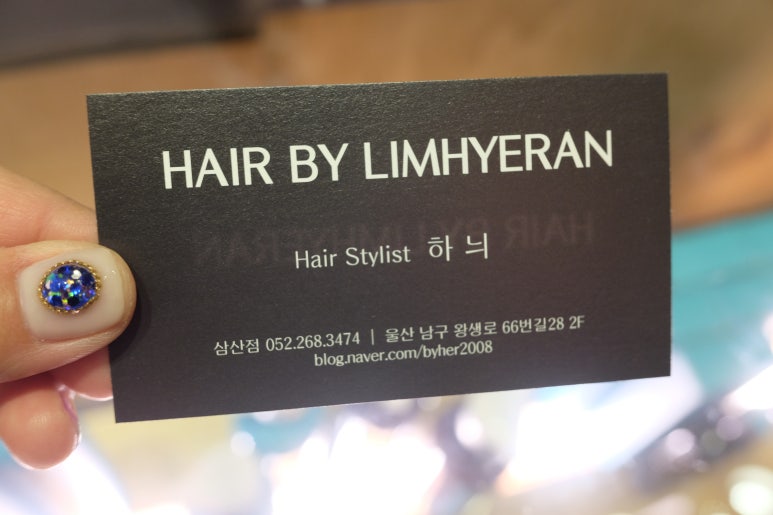 HAIR BY LIMHYERAN
Hair Stylist 하 늬
삼산점 052.268.3474 | 울산 남구 왕생로 66번길28 2F
blog.naver.com/byher2008